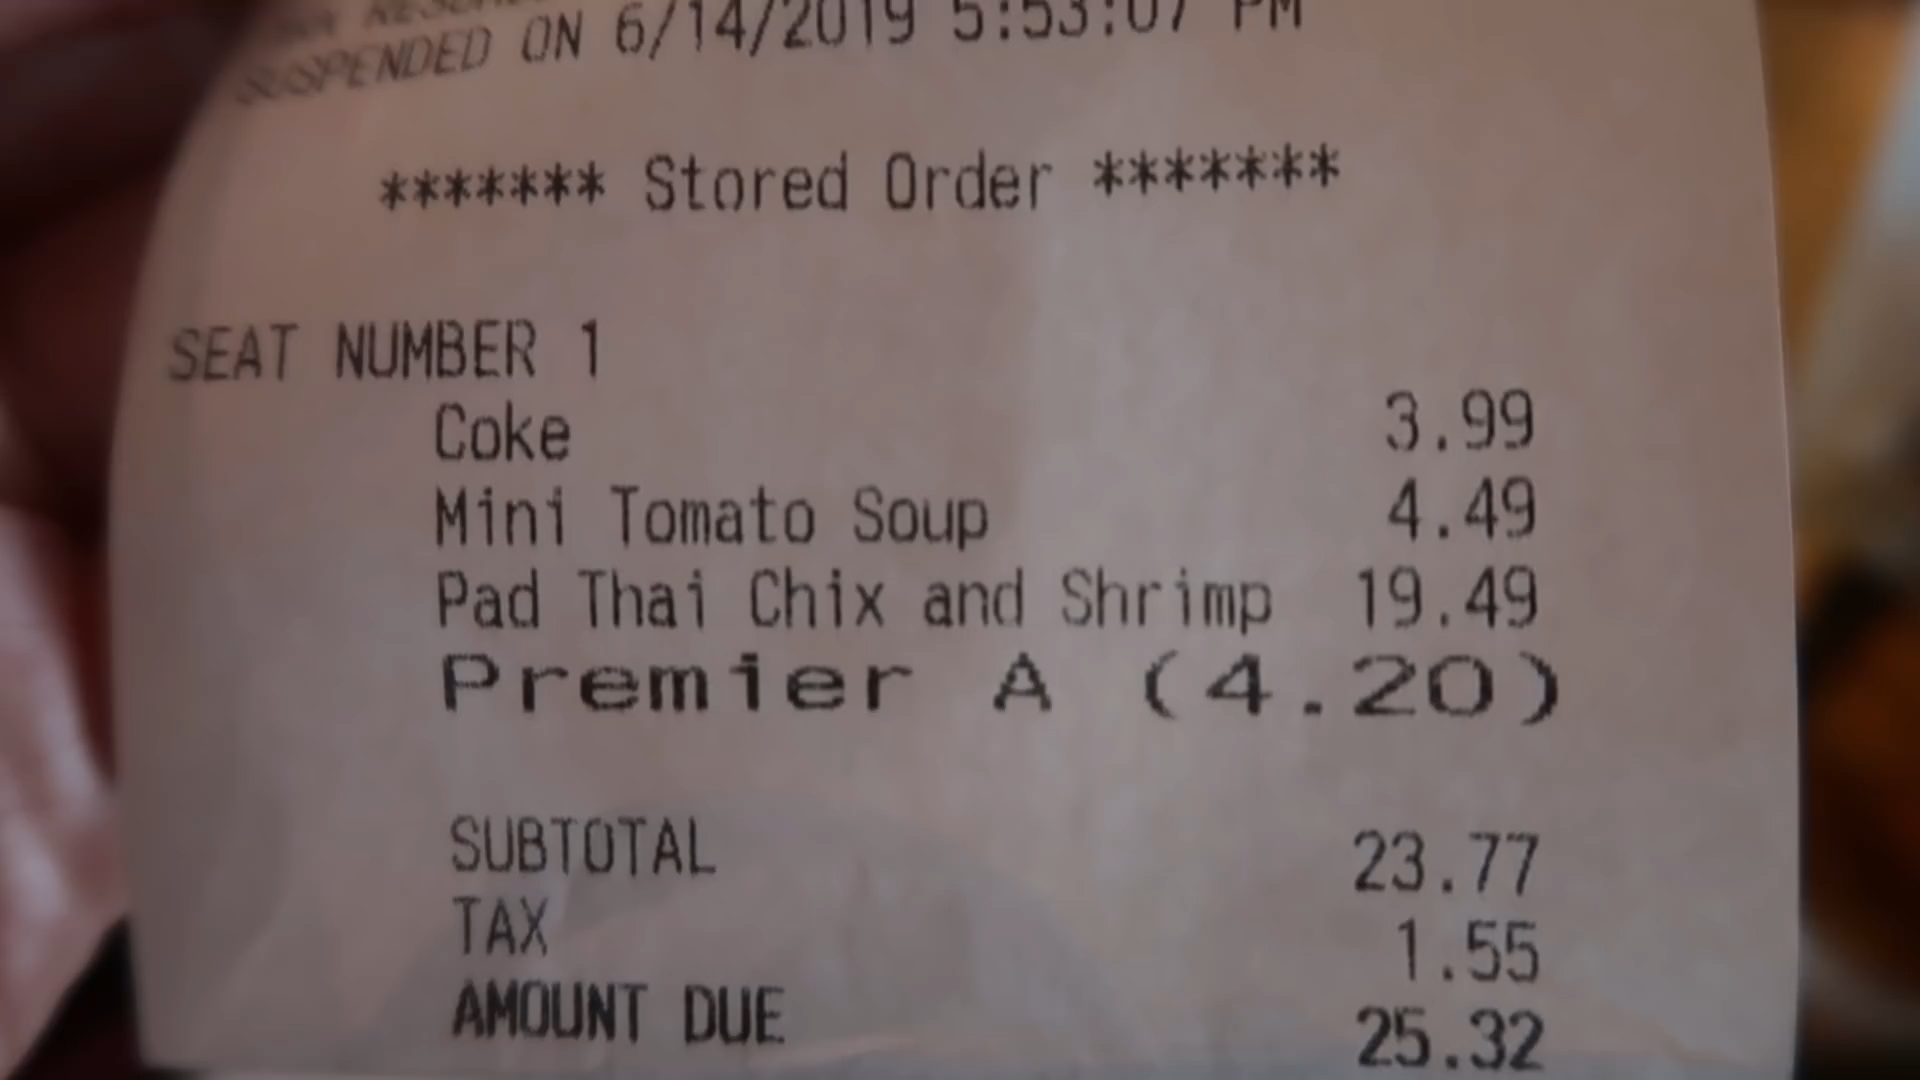 SUSPENDED ON 6/14/2019 5:53:07 PM
******* Stored Order *******
SEAT NUMBER 1
Coke 3.99
Mini Tomato Soup 4.49
Pad Thai Chix and Shrimp 19.49
Premier A (4.20)
SUBTOTAL 23.77
TAX 1.55
AMOUNT DUE 25.32